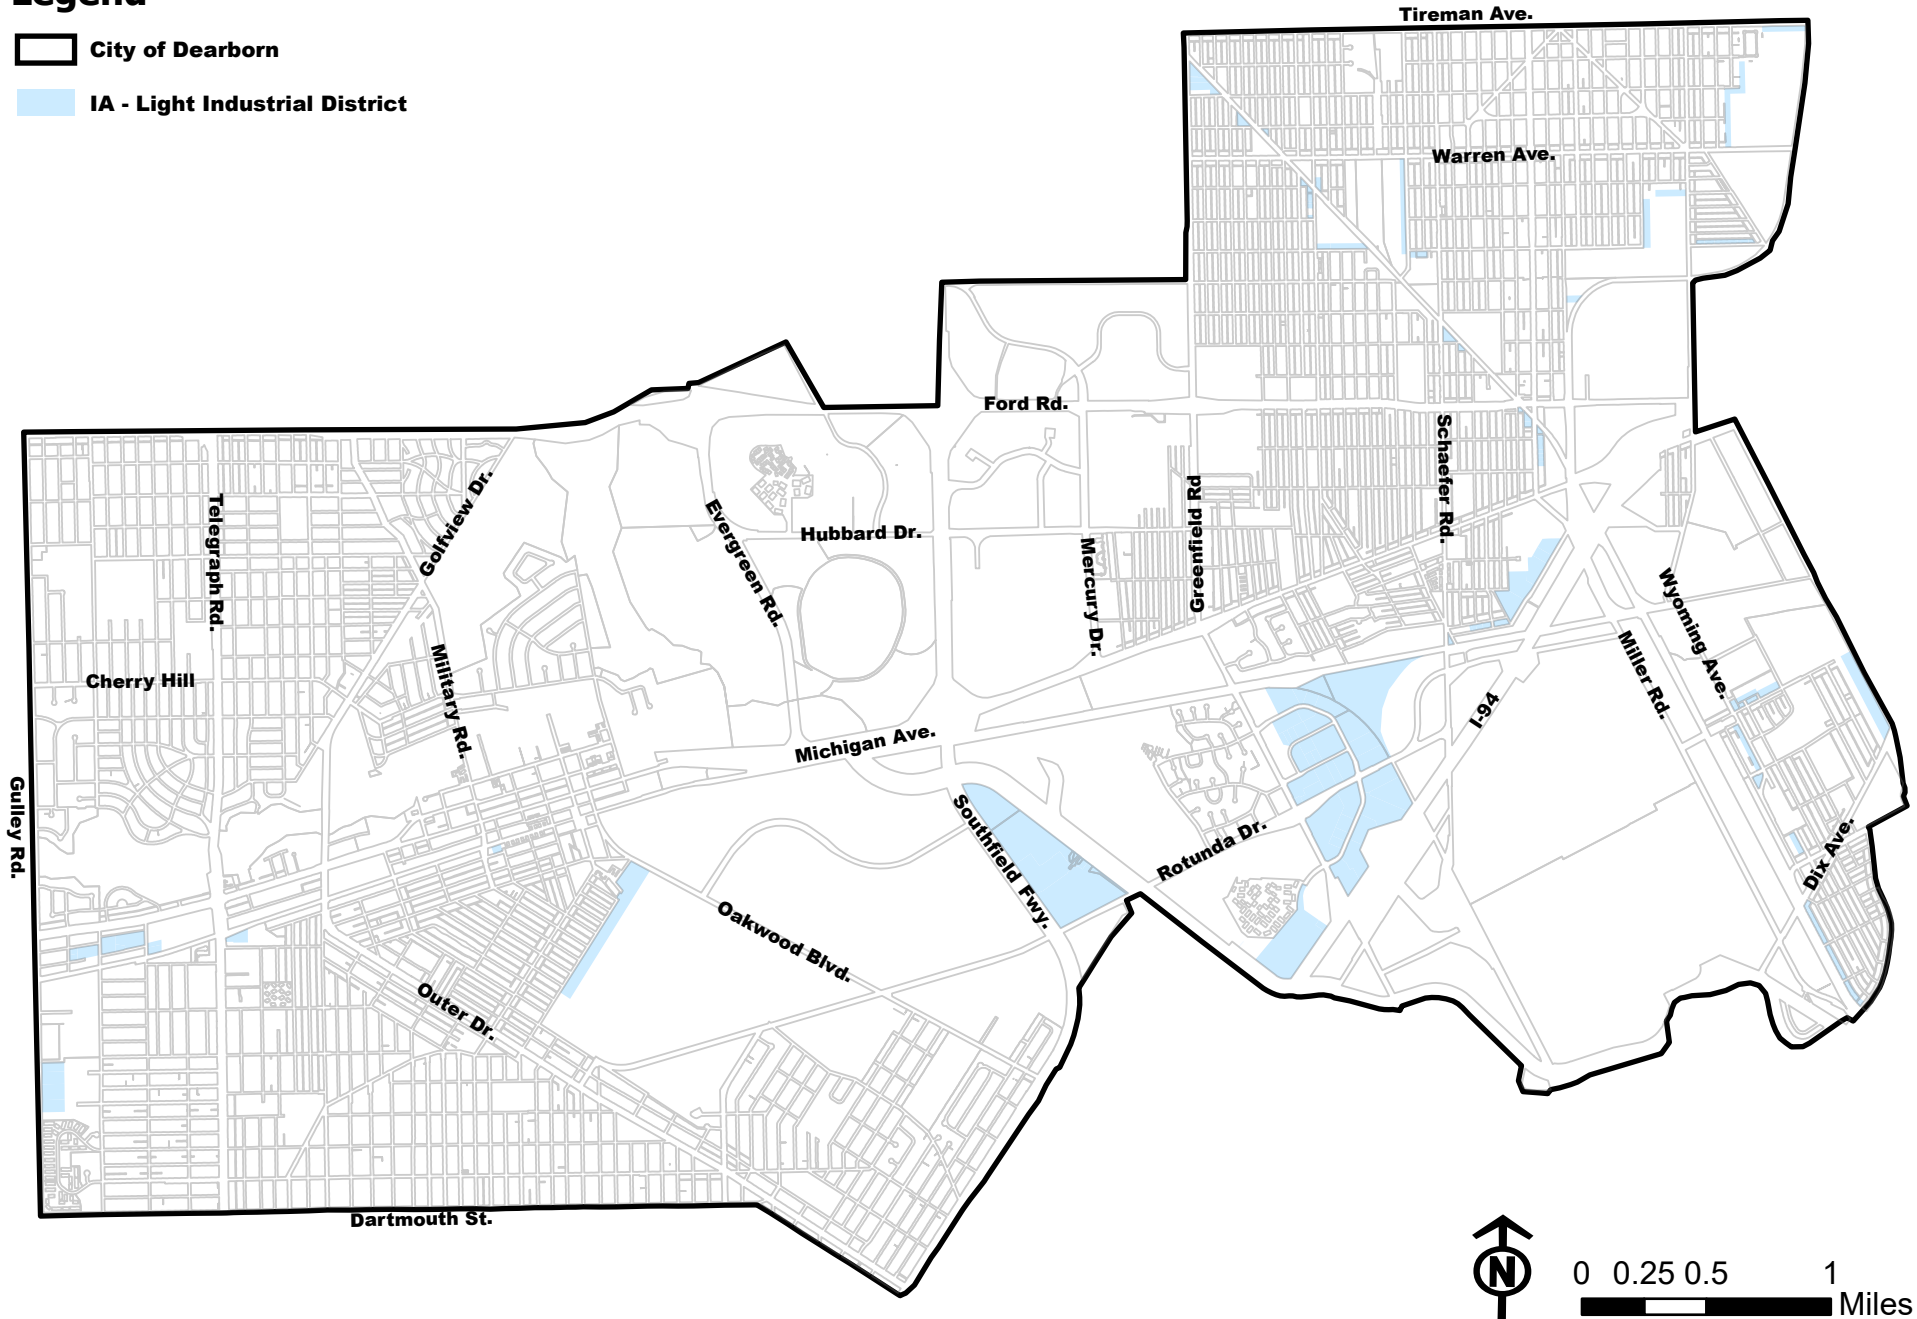 Legend
City of Dearborn
IA - Light Industrial District
Tireman Ave.
Warren Ave.
Ford Rd.
Schaefer Rd.
Greenfield Rd
Telegraph Rd.
Golfview Dr.
Evergreen Rd.
Hubbard Dr.
Mercury Dr.
Wyoming Ave.
Miller Rd.
Military Rd.
Cherry Hill
I-94
Michigan Ave.
Gulley Rd.
Southfield Fwy.
Rotunda Dr.
Dix Ave.
Oakwood Blvd.
Outer Dr.
Dartmouth St.
N
0 0.25 0.5 1
Miles